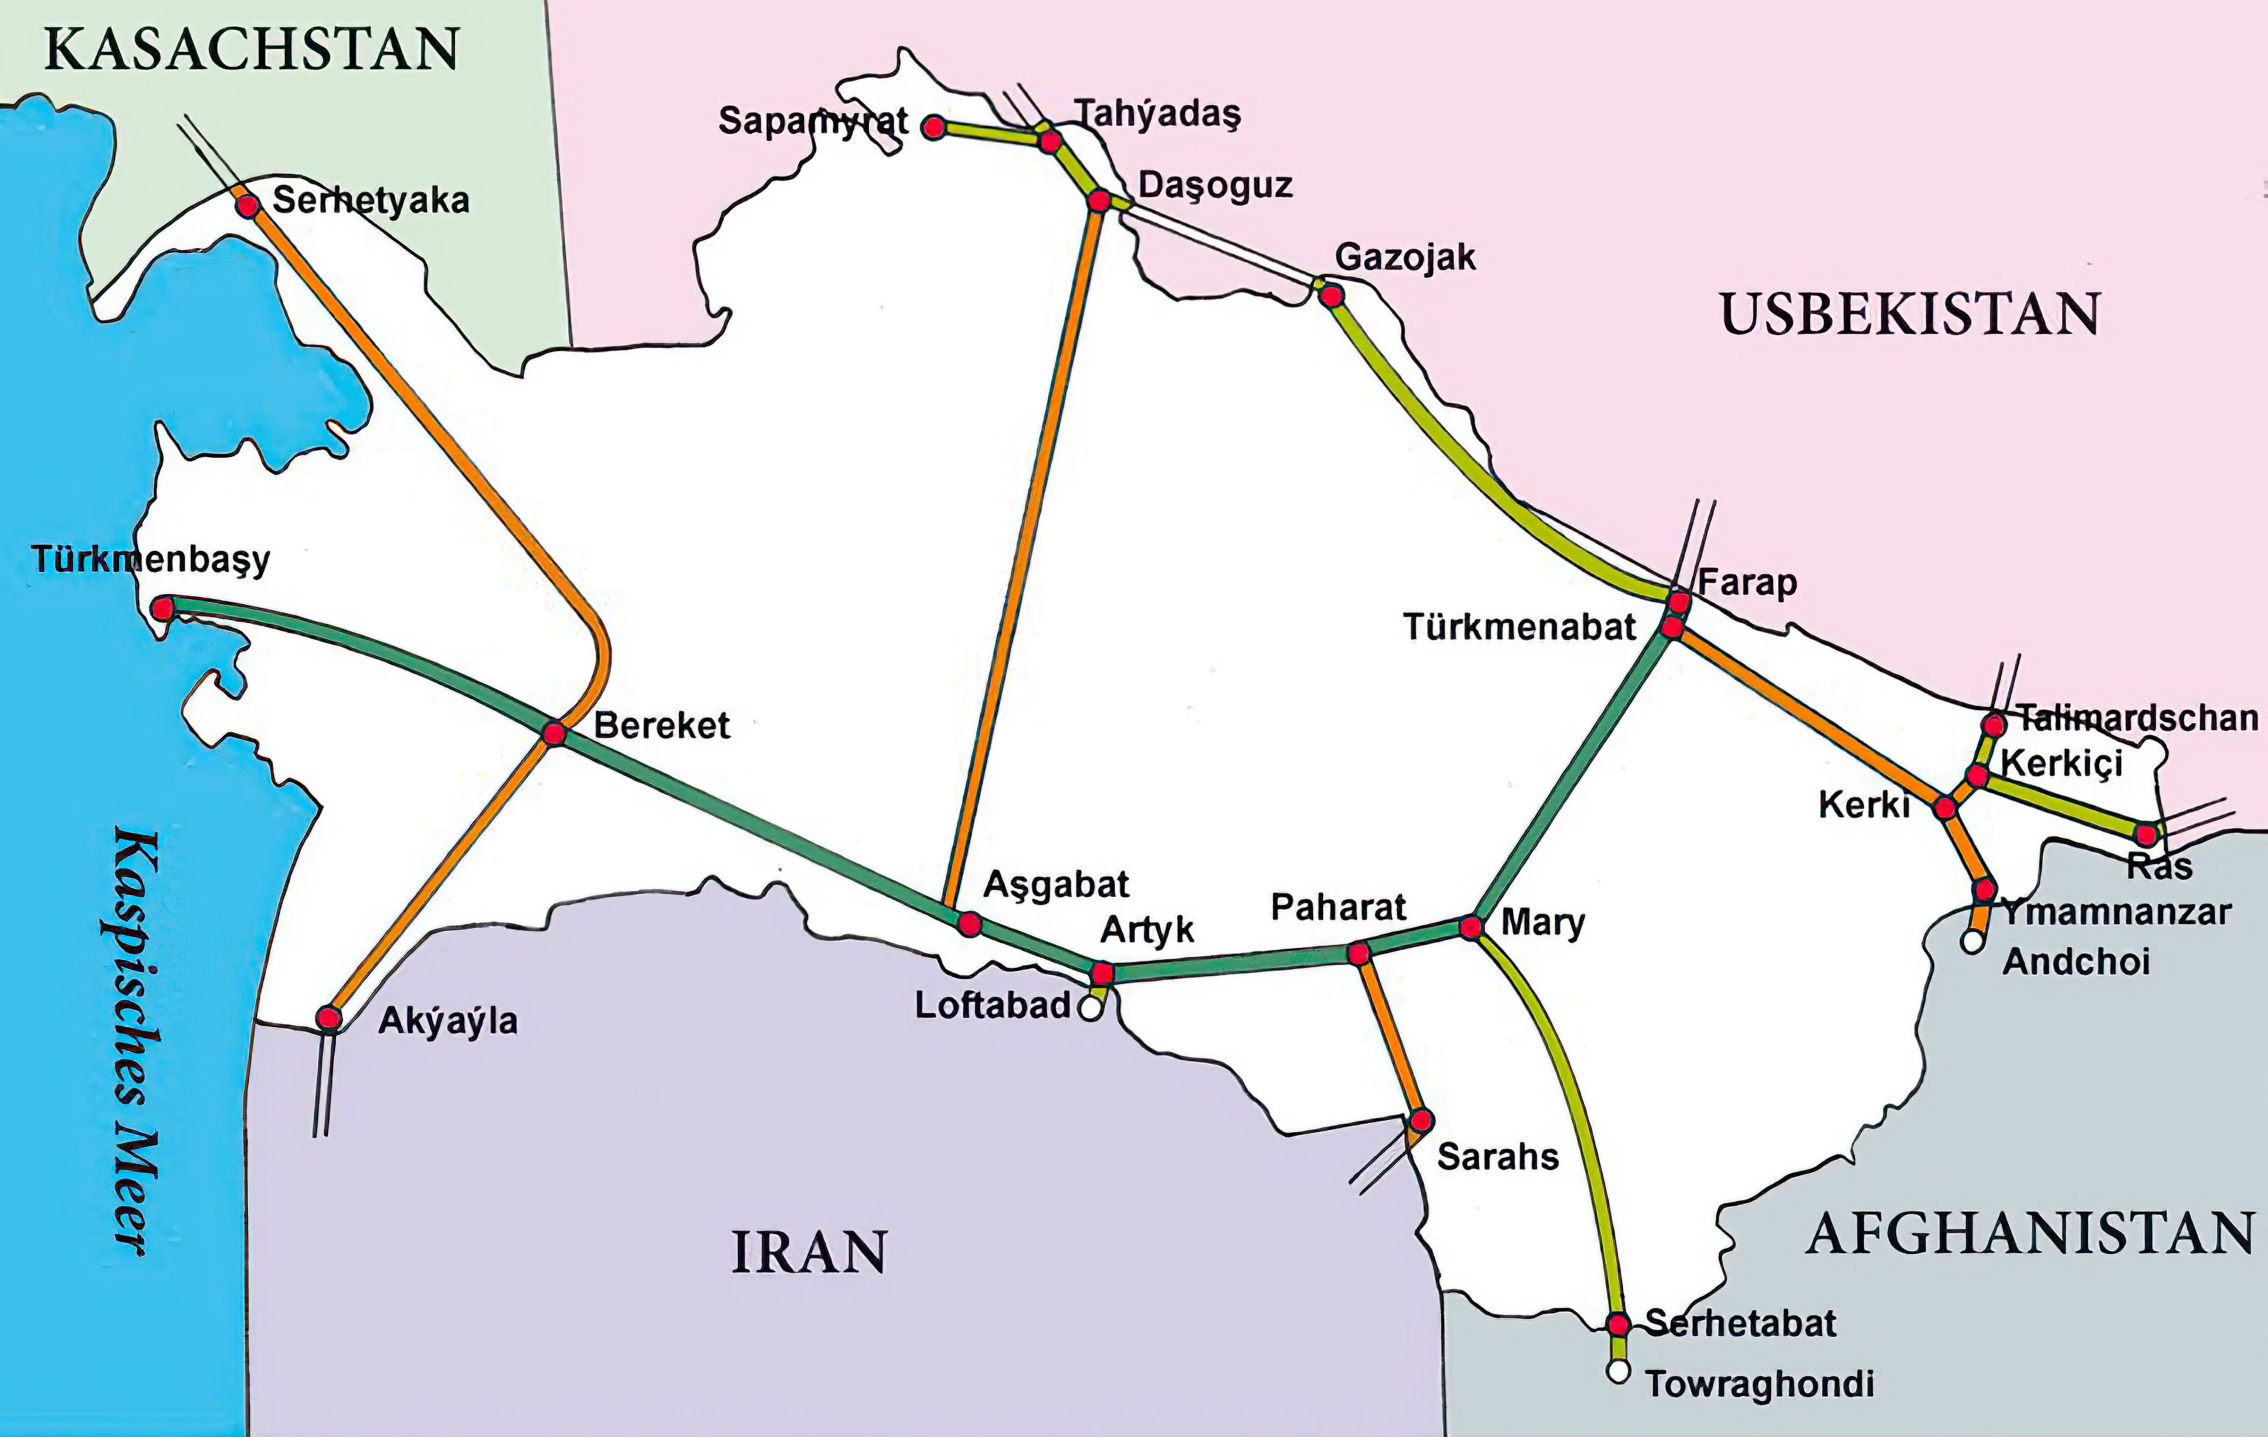 KASACHSTAN
Sapamyrat
Tahýadaş
Serhetyaka
Daşoguz
Gazojak
USBEKISTAN
Türkmenbaşy
Farap
Türkmenabat
Bereket
Talimardschan
Kerkiçi
Kerki
Ras
Aşgabat
Paharat
Mary
Ymamnanzar
Artyk
Andchoi
Loftabad
Akýaýla
Kaspisches Meer
Sarahs
IRAN
AFGHANISTAN
Serhetabat
Towraghondi